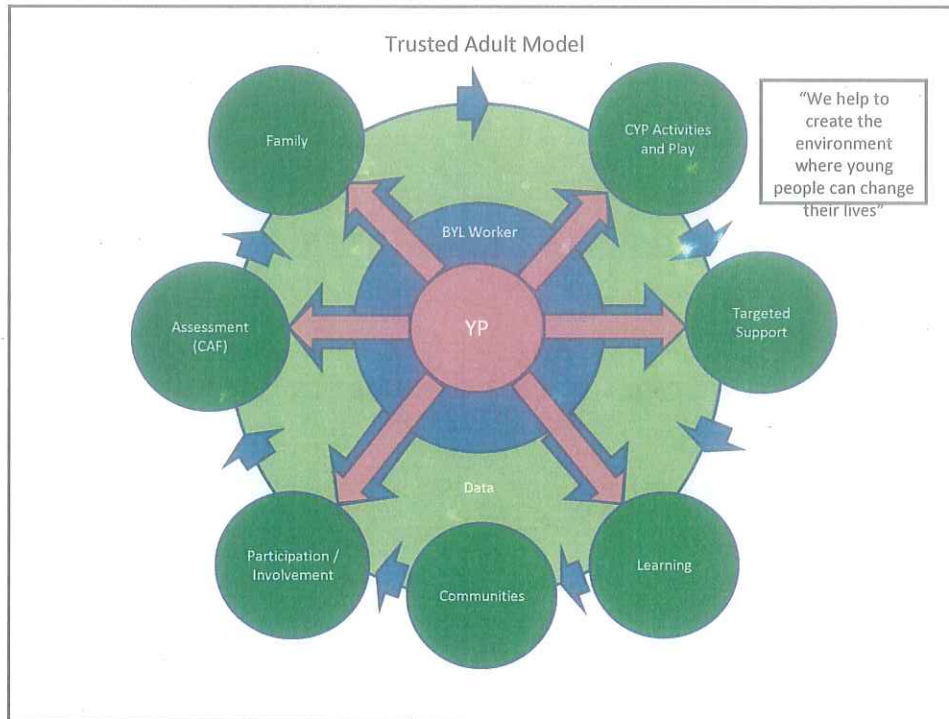 Trusted Adult Model
Family
CYP Activities
and Play
"We help to
create the
environment
where young
people can change
their lives"
BYL Worker
Assessment
(CAF)
YP
Targeted
Support
Data
Participation /
Involvement
Communities
Learning